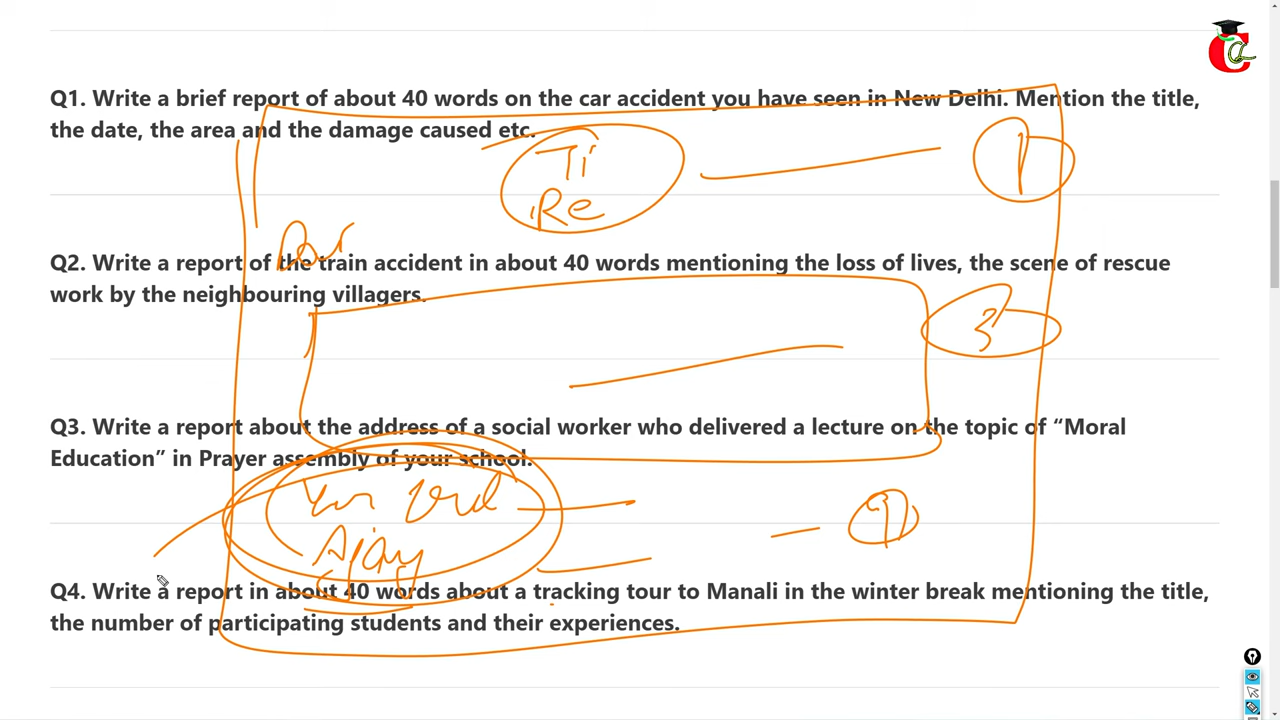 Q1. Write a brief report of about 40 words on the car accident you have seen in New Delhi. Mention the title,
the date, the area and the damage caused etc.
Ti
Re
1
Q2. Write a report of the train accident in about 40 words mentioning the loss of lives, the scene of rescue
work by the neighbouring villagers.
3
Q3. Write a report about the address of a social worker who delivered a lecture on the topic of “Moral
Education” in Prayer assembly of your school.
Ajay
Q4. Write a report in about 40 words about a tracking tour to Manali in the winter break mentioning the title,
the number of participating students and their experiences.